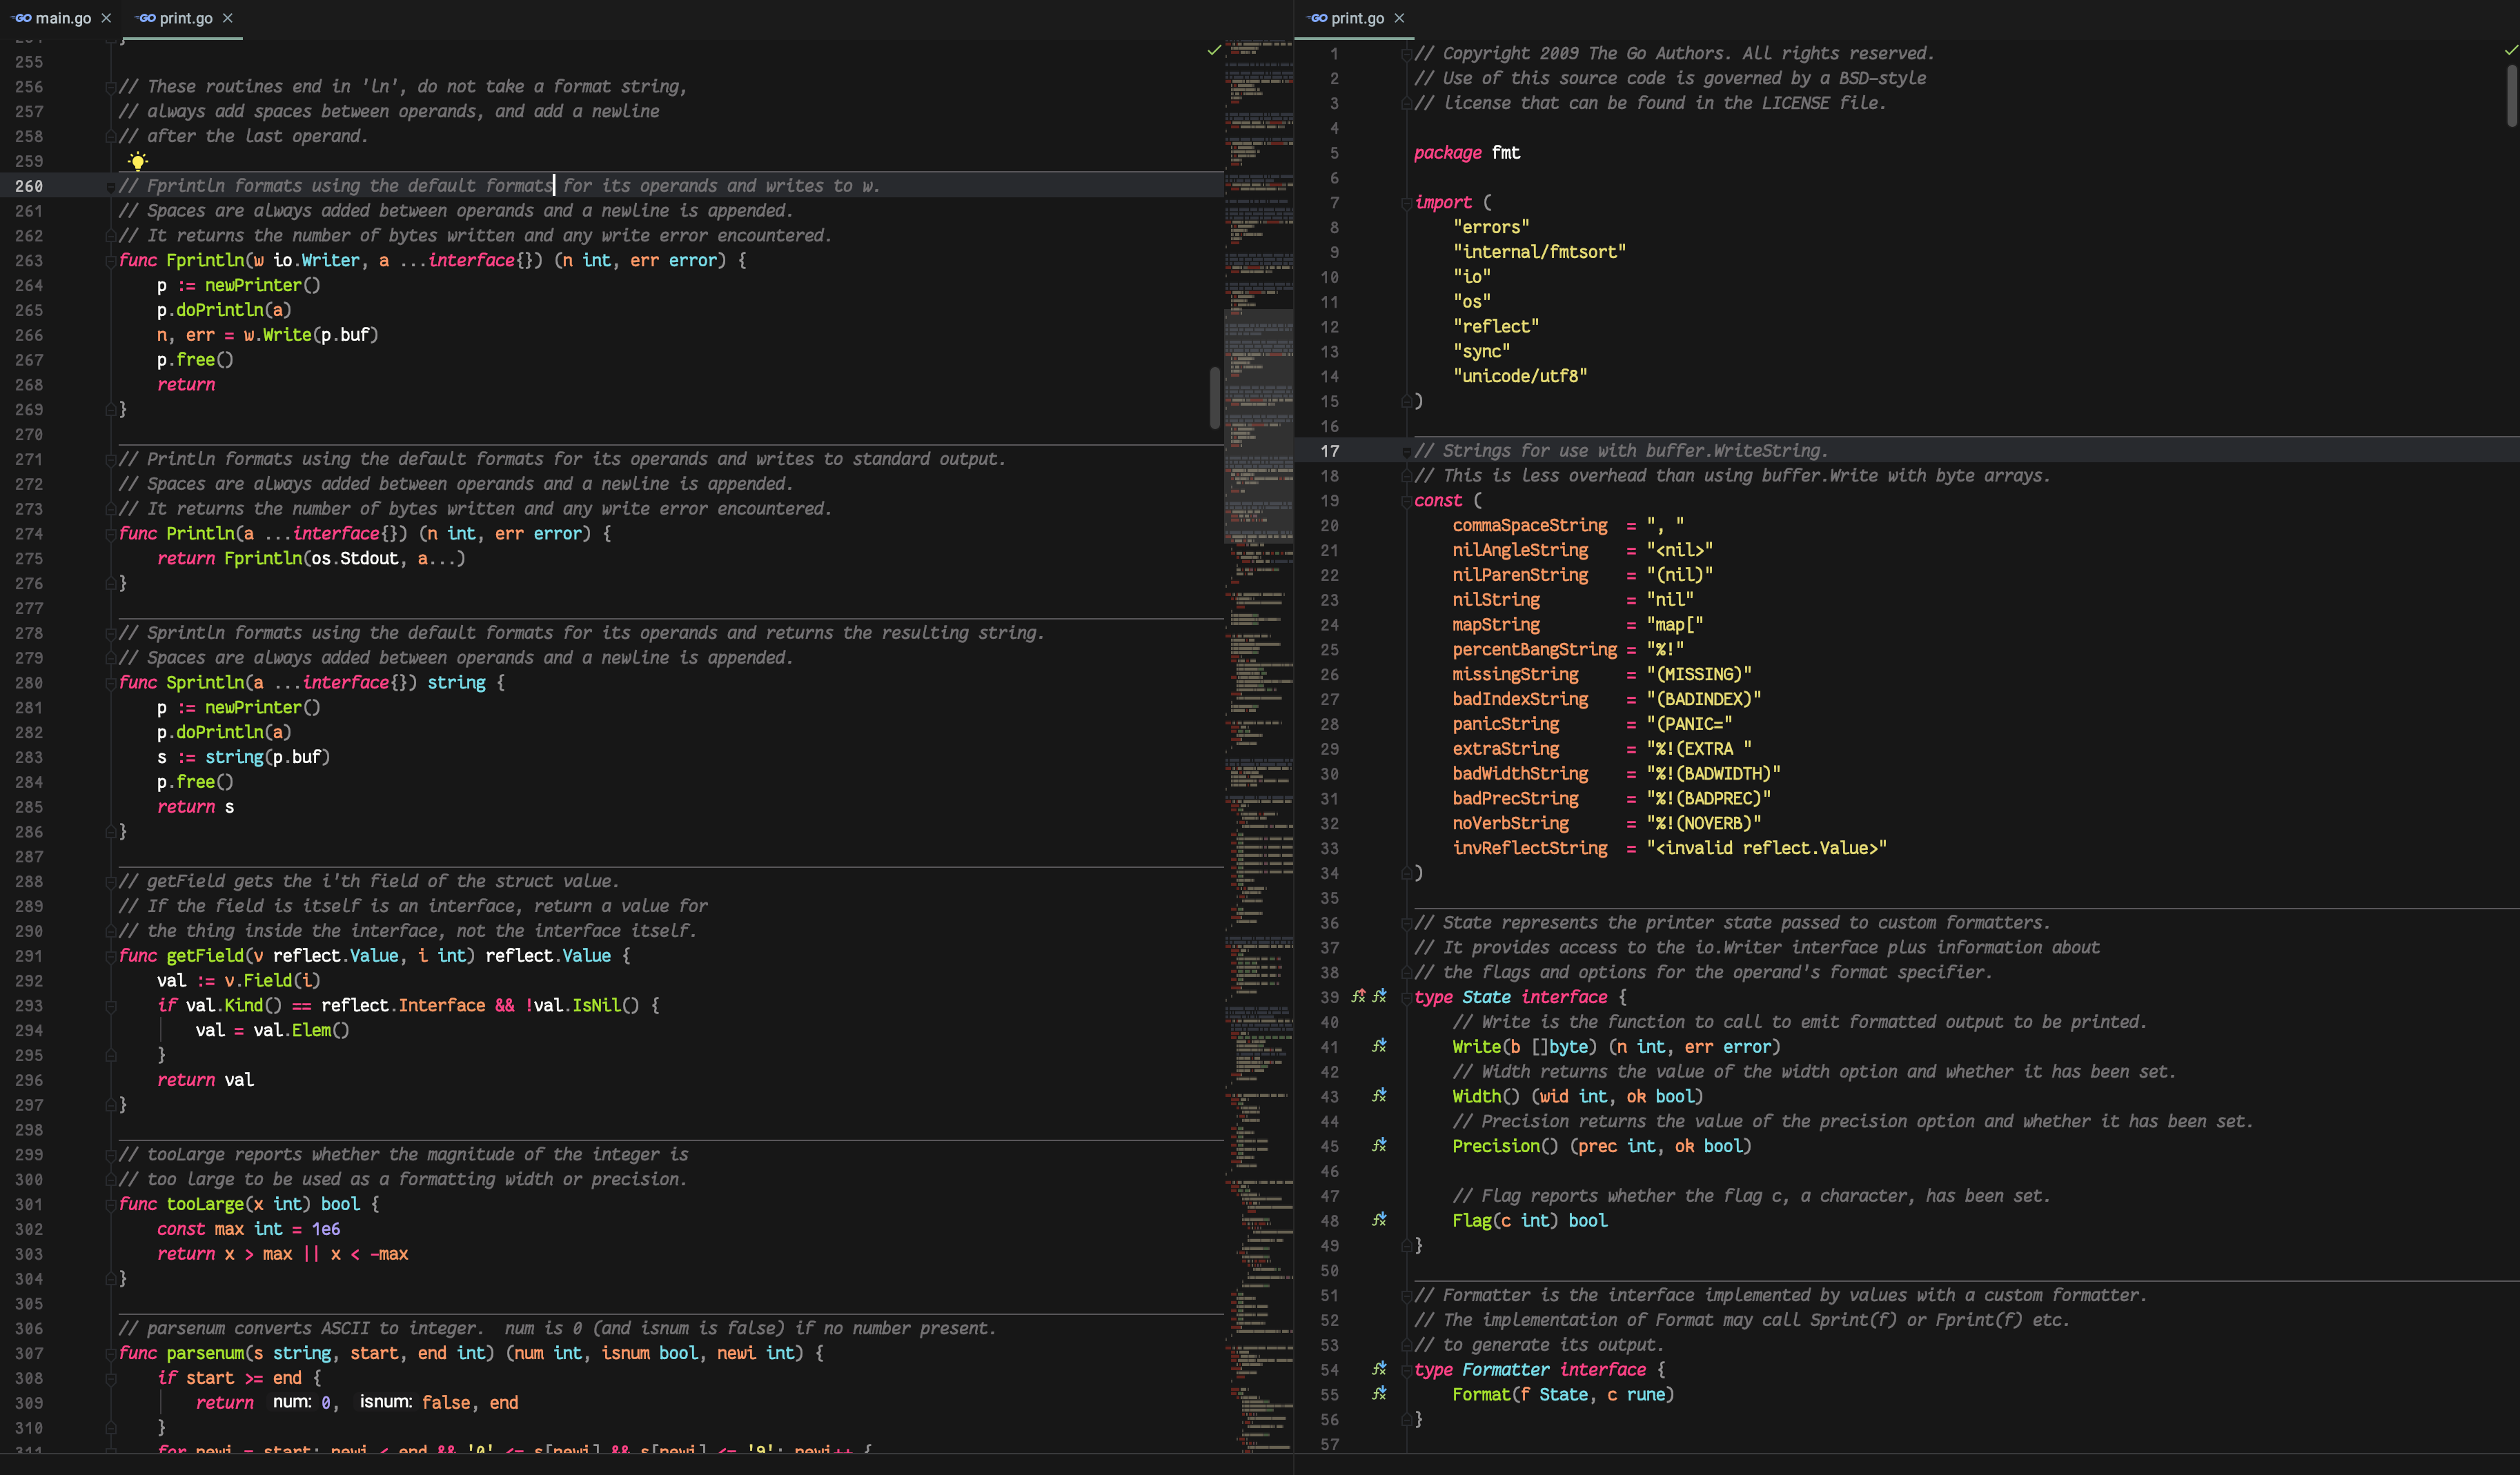 main.go
print.go
255
256 // These routines end in 'ln', do not take a format string,
257 // always add spaces between operands, and add a newline
258 // after the last operand.
259
260 // Fprintln formats using the default formats for its operands and writes to w.
261 // Spaces are always added between operands and a newline is appended.
262 // It returns the number of bytes written and any write error encountered.
263 func Fprintln(w io.Writer, a ...interface{}) (n int, err error) {
264 p := newPrinter()
265 p.doPrintln(a)
266 n, err = w.Write(p.buf)
267 p.free()
268 return
269 }
270
271 // Println formats using the default formats for its operands and writes to standard output.
272 // Spaces are always added between operands and a newline is appended.
273 // It returns the number of bytes written and any write error encountered.
274 func Println(a ...interface{}) (n int, err error) {
275 return Fprintln(os.Stdout, a...)
276 }
277
278 // Sprintln formats using the default formats for its operands and returns the resulting string.
279 // Spaces are always added between operands and a newline is appended.
280 func Sprintln(a ...interface{}) string {
281 p := newPrinter()
282 p.doPrintln(a)
283 s := string(p.buf)
284 p.free()
285 return s
286 }
287
288 // getField gets the i'th field of the struct value.
289 // If the field is itself is an interface, return a value for
290 // the thing inside the interface, not the interface itself.
291 func getField(v reflect.Value, i int) reflect.Value {
292 val := v.Field(i)
293 if val.Kind() == reflect.Interface && !val.IsNil() {
294 val = val.Elem()
295 }
296 return val
297 }
298
299 // tooLarge reports whether the magnitude of the integer is
300 // too large to be used as a formatting width or precision.
301 func tooLarge(x int) bool {
302 const max int = 1e6
303 return x > max || x < -max
304 }
305
306 // parsenum converts ASCII to integer.  num is 0 (and isnum is false) if no number present.
307 func parsenum(s string, start, end int) (num int, isnum bool, newi int) {
308 if start >= end {
309 return num: 0, isnum: false, end
310 }
311 for newi = start; newi < end && '0' <= s[newi] && s[newi] <= '9'; newi++ {
print.go
1 // Copyright 2009 The Go Authors. All rights reserved.
2 // Use of this source code is governed by a BSD-style
3 // license that can be found in the LICENSE file.
4
5 package fmt
6
7 import (
8 "errors"
9 "internal/fmtsort"
10 "io"
11 "os"
12 "reflect"
13 "sync"
14 "unicode/utf8"
15 )
16
17 // Strings for use with buffer.WriteString.
18 // This is less overhead than using buffer.Write with byte arrays.
19 const (
20 commaSpaceString = ", "
21 nilAngleString = "<nil>"
22 nilParenString = "(nil)"
23 nilString = "nil"
24 mapString = "map["
25 percentBangString = "%!"
26 missingString = "(MISSING)"
27 badIndexString = "(BADINDEX)"
28 panicString = "(PANIC="
29 extraString = "%!(EXTRA "
30 badWidthString = "%!(BADWIDTH)"
31 badPrecString = "%!(BADPREC)"
32 noVerbString = "%!(NOVERB)"
33 invReflectString = "<invalid reflect.Value>"
34 )
35
36 // State represents the printer state passed to custom formatters.
37 // It provides access to the io.Writer interface plus information about
38 // the flags and options for the operand's format specifier.
39 type State interface {
40 // Write is the function to call to emit formatted output to be printed.
41 Write(b []byte) (n int, err error)
42 // Width returns the value of the width option and whether it has been set.
43 Width() (wid int, ok bool)
44 // Precision returns the value of the precision option and whether it has been set.
45 Precision() (prec int, ok bool)
46
47 // Flag reports whether the flag c, a character, has been set.
48 Flag(c int) bool
49 }
50
51 // Formatter is the interface implemented by values with a custom formatter.
52 // The implementation of Format may call Sprint(f) or Fprint(f) etc.
53 // to generate its output.
54 type Formatter interface {
55 Format(f State, c rune)
56 }
57